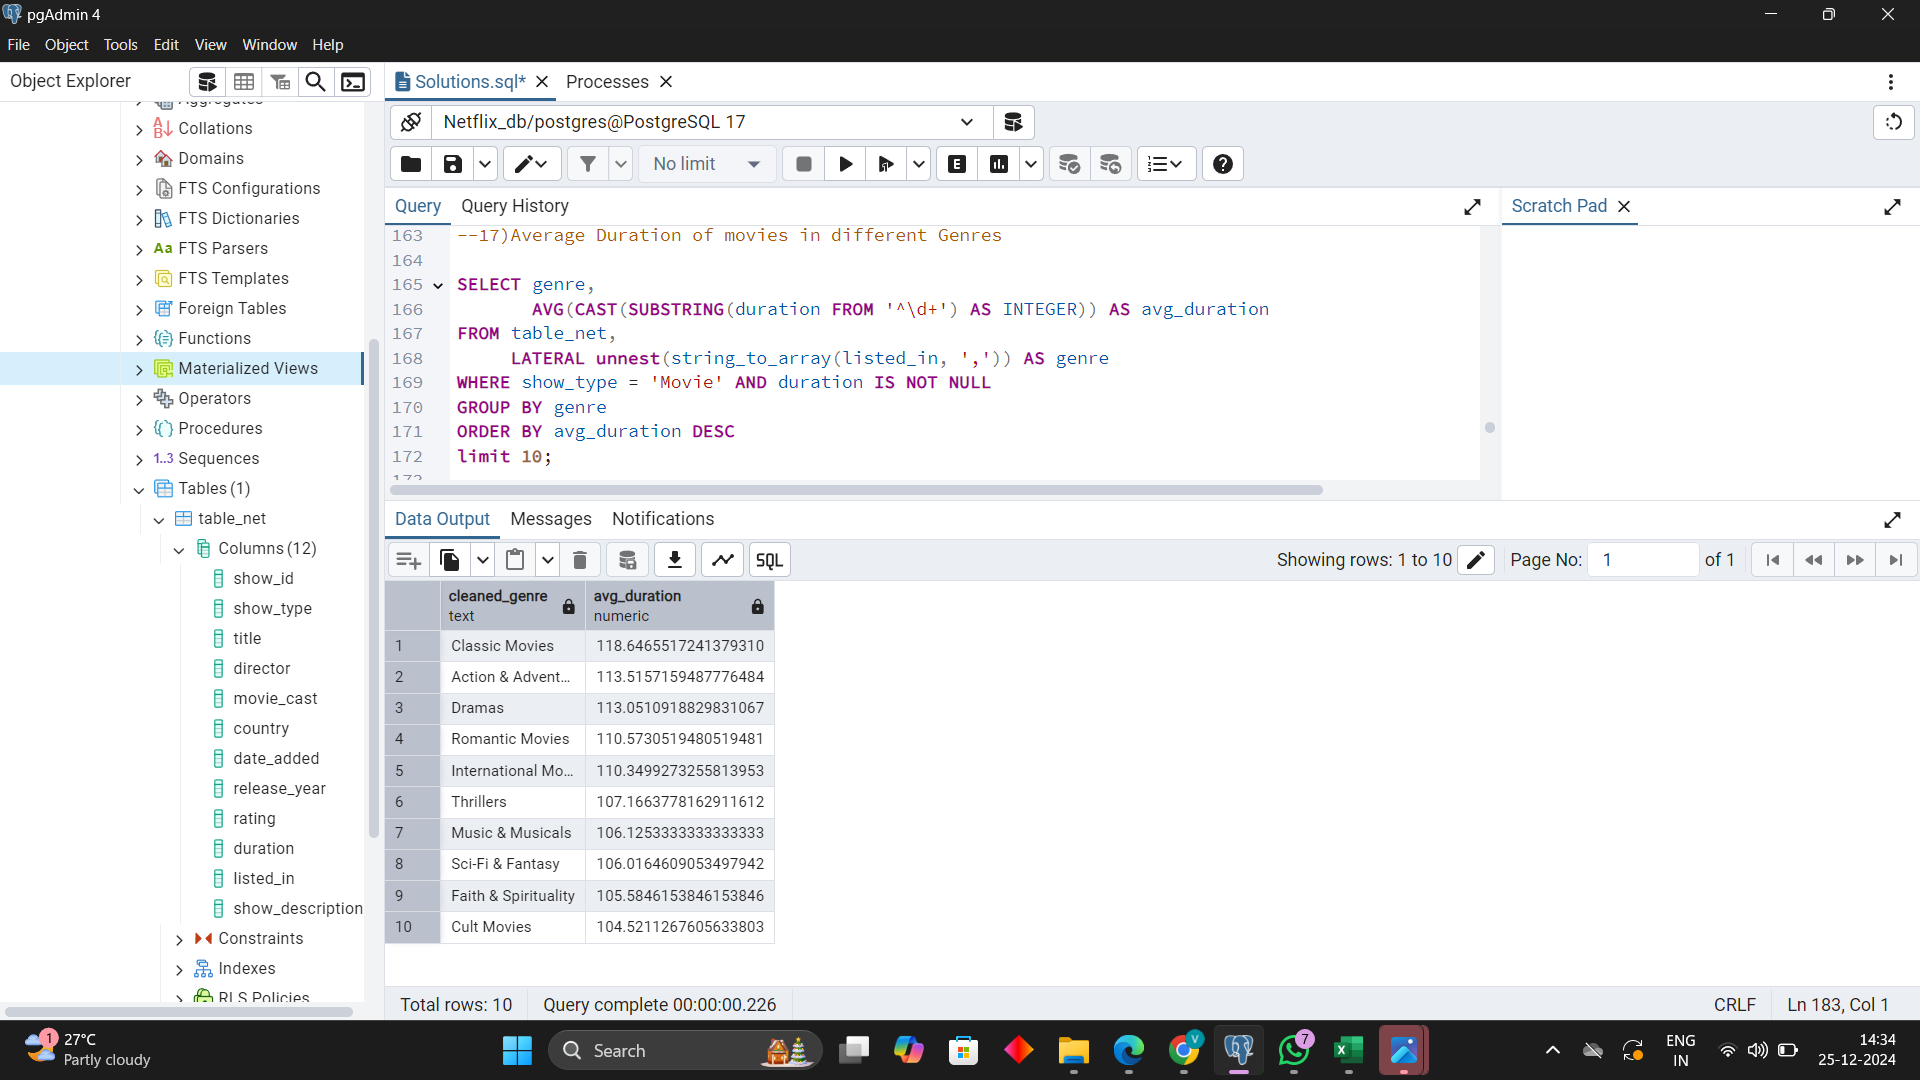 pgAdmin 4
File Object Tools Edit View Window Help
Object Explorer
Aggregates
Collations
Domains
FTS Configurations
FTS Dictionaries
Aa FTS Parsers
FTS Templates
Foreign Tables
Functions
Materialized Views
Operators
Procedures
1..3 Sequences
Tables (1)
table_net
Columns (12)
show_id
show_type
title
director
movie_cast
country
date_added
release_year
rating
duration
listed_in
show_description
Constraints
Indexes
RLS Policies
Solutions.sql* Processes
Netflix_db/postgres@PostgreSQL 17
No limit E
Query Query History
Scratch Pad
163 --17)Average Duration of movies in different Genres
164
165 SELECT genre,
166 AVG(CAST(SUBSTRING(duration FROM '^\d+') AS INTEGER)) AS avg_duration
167 FROM table_net,
168 LATERAL unnest(string_to_array(listed_in, ',')) AS genre
169 WHERE show_type = 'Movie' AND duration IS NOT NULL
170 GROUP BY genre
171 ORDER BY avg_duration DESC
172 limit 10;
173
Data Output Messages Notifications
SQL Showing rows: 1 to 10 Page No: 1 of 1
cleaned_genre avg_duration
text numeric
1 Classic Movies 118.6465517241379310
2 Action & Advent... 113.5157159487776484
3 Dramas 113.0510918829831067
4 Romantic Movies 110.5730519480519481
5 International Mo... 110.3499273255813953
6 Thrillers 107.1663778162911612
7 Music & Musicals 106.1253333333333333
8 Sci-Fi & Fantasy 106.0164609053497942
9 Faith & Spirituality 105.5846153846153846
10 Cult Movies 104.5211267605633803
Total rows: 10 Query complete 00:00:00.226 CRLF Ln 183, Col 1
1 27°C
Partly cloudy
Search
V
7
ENG
IN
14:34
25-12-2024